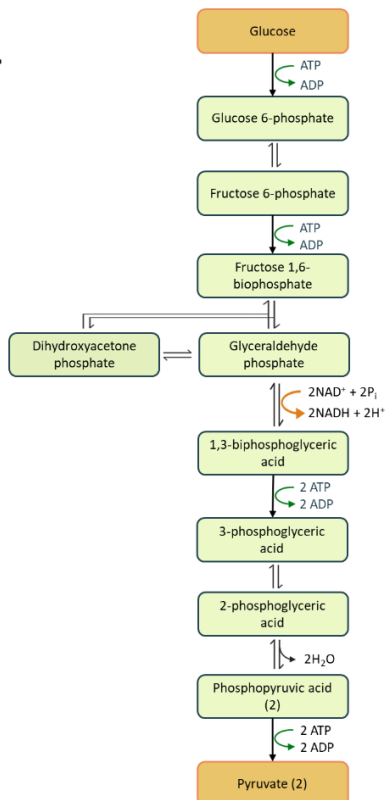 Glucose
ATP
ADP
Glucose 6-phosphate
Fructose 6-phosphate
ATP
ADP
Fructose 1,6-
biophosphate
Dihydroxyacetone
phosphate
Glyceraldehyde
phosphate
2NAD⁺ + 2Pᵢ
2NADH + 2H⁺
1,3-biphosphoglyceric
acid
2 ATP
2 ADP
3-phosphoglyceric
acid
2-phosphoglyceric
acid
2H₂O
Phosphopyruvic acid
(2)
2 ATP
2 ADP
Pyruvate (2)